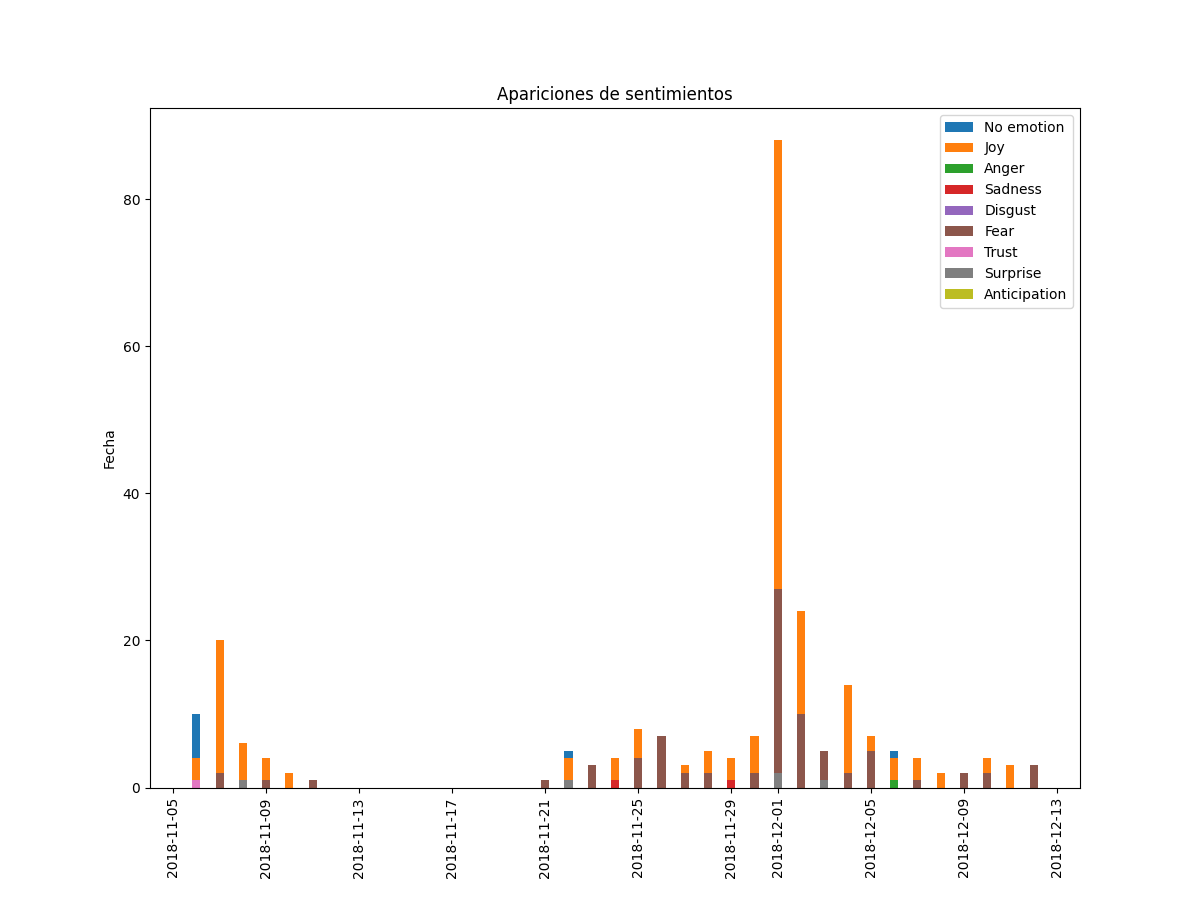 Apariciones de sentimientos
No emotion
Joy
Anger
Sadness
Disgust
Fear
Trust
Surprise
Anticipation
Fecha
80
60
40
20
0
2018-11-05
2018-11-09
2018-11-13
2018-11-17
2018-11-21
2018-11-25
2018-11-29
2018-12-01
2018-12-05
2018-12-09
2018-12-13